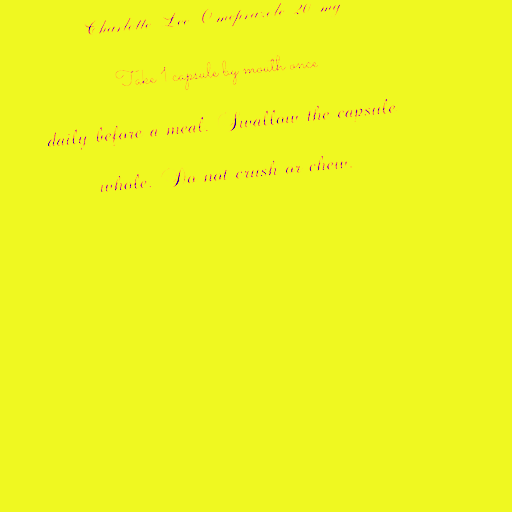 Charlotte Lee Omeprazole 20 mg
Take 1 capsule by mouth once
daily before a meal. Swallow the capsule
whole. Do not crush or chew.